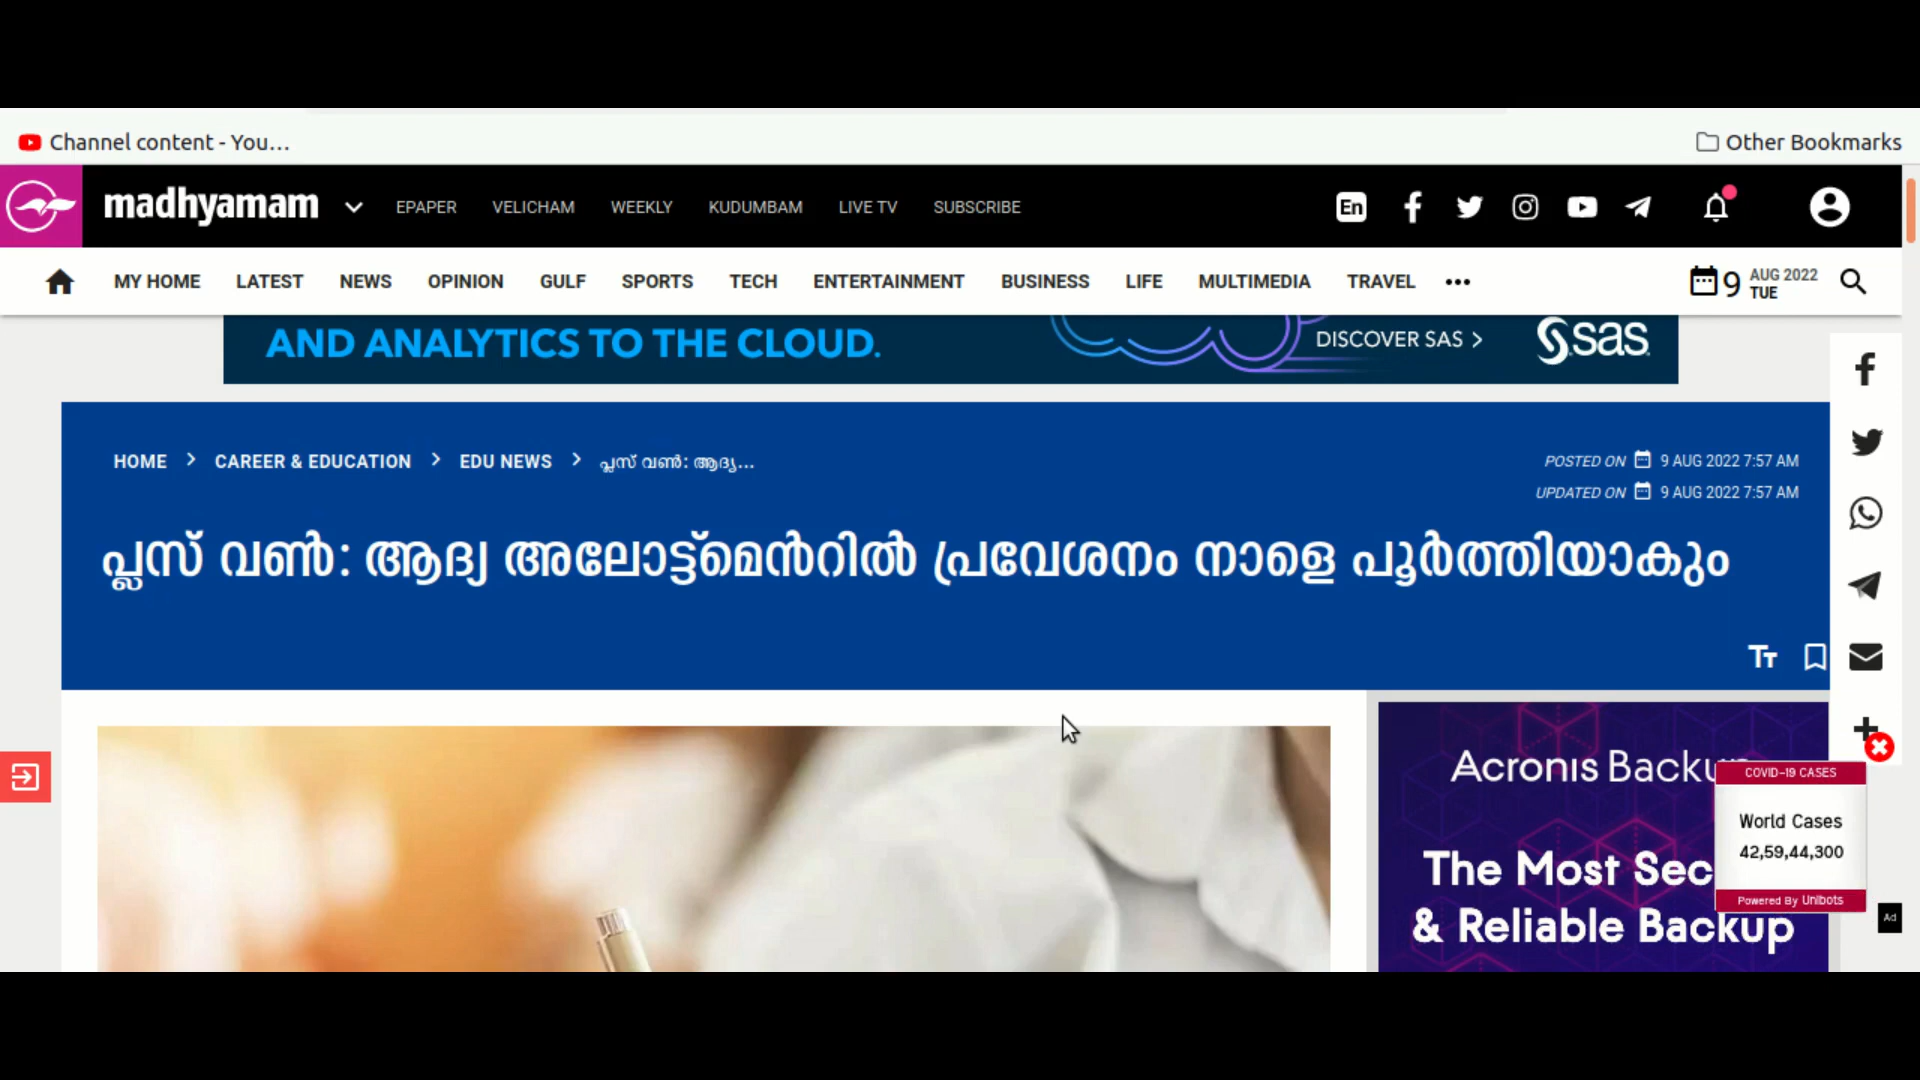 Channel content - You...
Other Bookmarks
madhyamam EPAPER VELICHAM WEEKLY KUDUMBAM LIVE TV SUBSCRIBE En
MY HOME LATEST NEWS OPINION GULF SPORTS TECH ENTERTAINMENT BUSINESS LIFE MULTIMEDIA TRAVEL ••• 9 AUG 2022
TUE
AND ANALYTICS TO THE CLOUD. DISCOVER SAS > sas
HOME > CAREER & EDUCATION > EDU NEWS > പ്ലസ് വൺ: ആദ്യ...
POSTED ON 9 AUG 2022 7:57 AM
UPDATED ON 9 AUG 2022 7:57 AM
പ്ലസ് വൺ: ആദ്യ അലോട്ട്മെൻറിൽ പ്രവേശനം നാളെ പൂർത്തിയാകും
TT
Acronis Backup
The Most Sec
& Reliable Backup
COVID-19 CASES
World Cases
42,59,44,300
Powered By Unibots
Ad